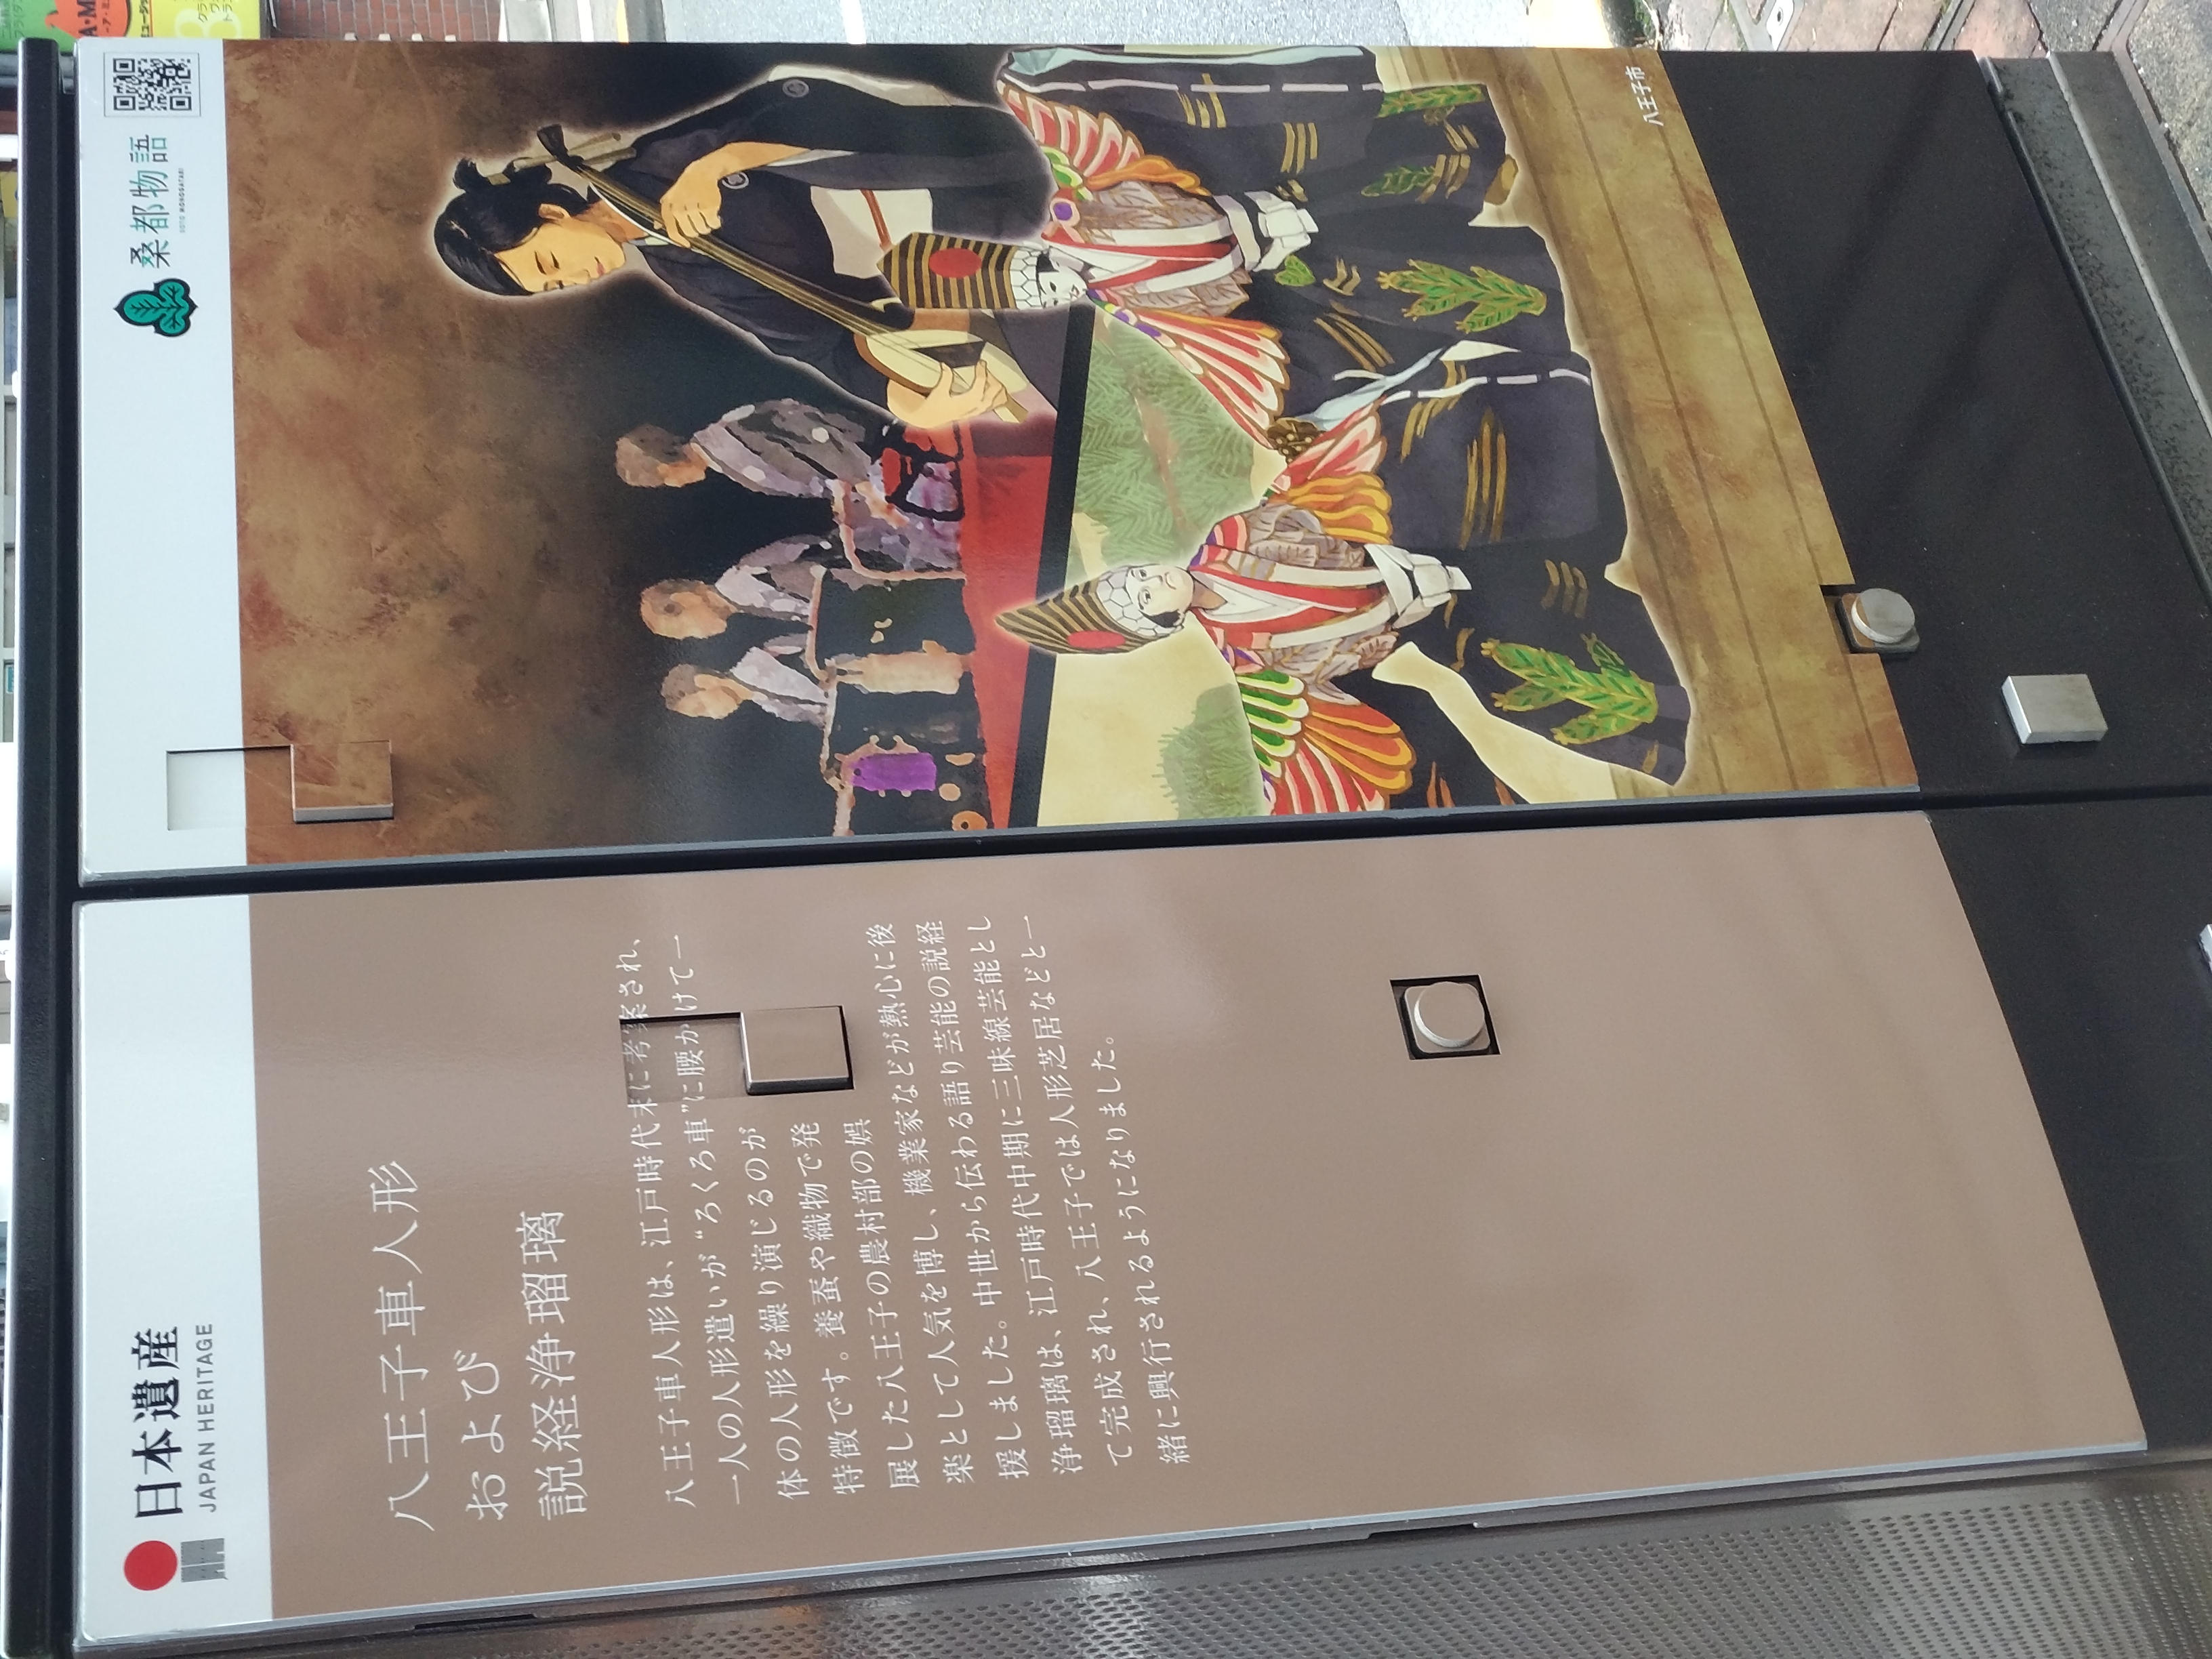 日本遺産
JAPAN HERITAGE
八王子車人形
および
説経浄瑠璃
八王子車人形は、江戸時代末に考案され、
一人の人形遣いが“ろくろ車”に腰かけて一
体の人形を繰り演じるのが
特徴です。養蚕や織物で発
展した八王子の農村部の娯
楽として人気を博し、機業家などが熱心に後
援しました。中世から伝わる語り芸能の説経
浄瑠璃は、江戸時代中期に三味線芸能とし
て完成され、八王子では人形芝居などと一
緒に興行されるようになりました。
桑都物語
SOTO MONOGATARI
八王子市